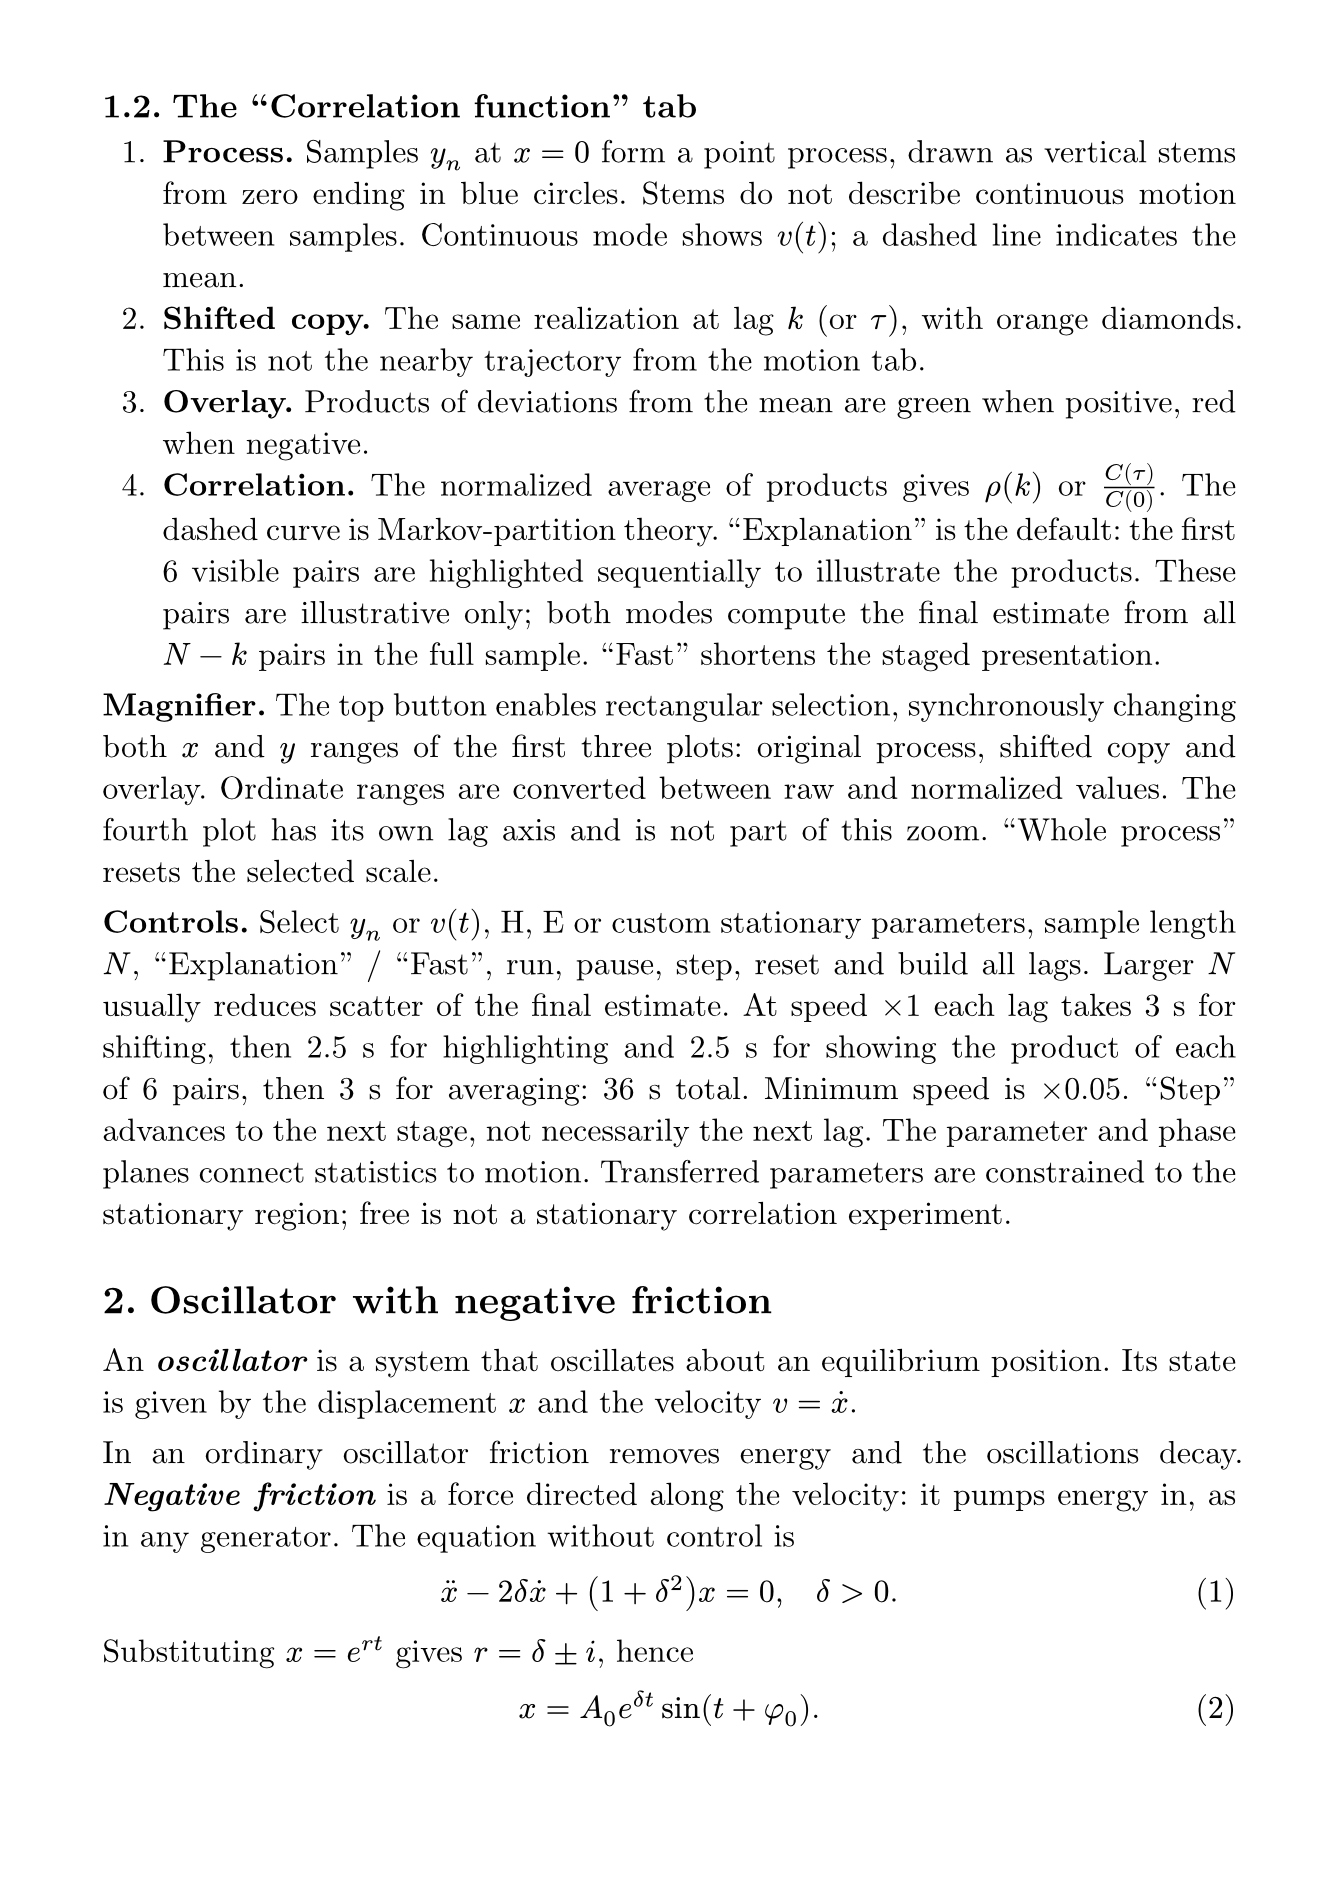 1.2. The “Correlation function” tab
1. Process. Samples yₙ at x = 0 form a point process, drawn as vertical stems
from zero ending in blue circles. Stems do not describe continuous motion
between samples. Continuous mode shows v(t); a dashed line indicates the
mean.
2. Shifted copy. The same realization at lag k (or τ), with orange diamonds.
This is not the nearby trajectory from the motion tab.
3. Overlay. Products of deviations from the mean are green when positive, red
when negative.
4. Correlation. The normalized average of products gives ρ(k) or C(τ)/C(0). The
dashed curve is Markov-partition theory. “Explanation” is the default: the first
6 visible pairs are highlighted sequentially to illustrate the products. These
pairs are illustrative only; both modes compute the final estimate from all
N − k pairs in the full sample. “Fast” shortens the staged presentation.
Magnifier. The top button enables rectangular selection, synchronously changing
both x and y ranges of the first three plots: original process, shifted copy and
overlay. Ordinate ranges are converted between raw and normalized values. The
fourth plot has its own lag axis and is not part of this zoom. “Whole process”
resets the selected scale.
Controls. Select yₙ or v(t), H, E or custom stationary parameters, sample length
N, “Explanation” / “Fast”, run, pause, step, reset and build all lags. Larger N
usually reduces scatter of the final estimate. At speed ×1 each lag takes 3 s for
shifting, then 2.5 s for highlighting and 2.5 s for showing the product of each
of 6 pairs, then 3 s for averaging: 36 s total. Minimum speed is ×0.05. “Step”
advances to the next stage, not necessarily the next lag. The parameter and phase
planes connect statistics to motion. Transferred parameters are constrained to the
stationary region; free is not a stationary correlation experiment.
2. Oscillator with negative friction
An oscillator is a system that oscillates about an equilibrium position. Its state
is given by the displacement x and the velocity v = ẋ.
In an ordinary oscillator friction removes energy and the oscillations decay.
Negative friction is a force directed along the velocity: it pumps energy in, as
in any generator. The equation without control is
ẍ − 2δẋ + (1 + δ²)x = 0, δ > 0. (1)
Substituting x = eʳᵗ gives r = δ ± i, hence
x = A₀e^{δt} sin(t + φ₀). (2)